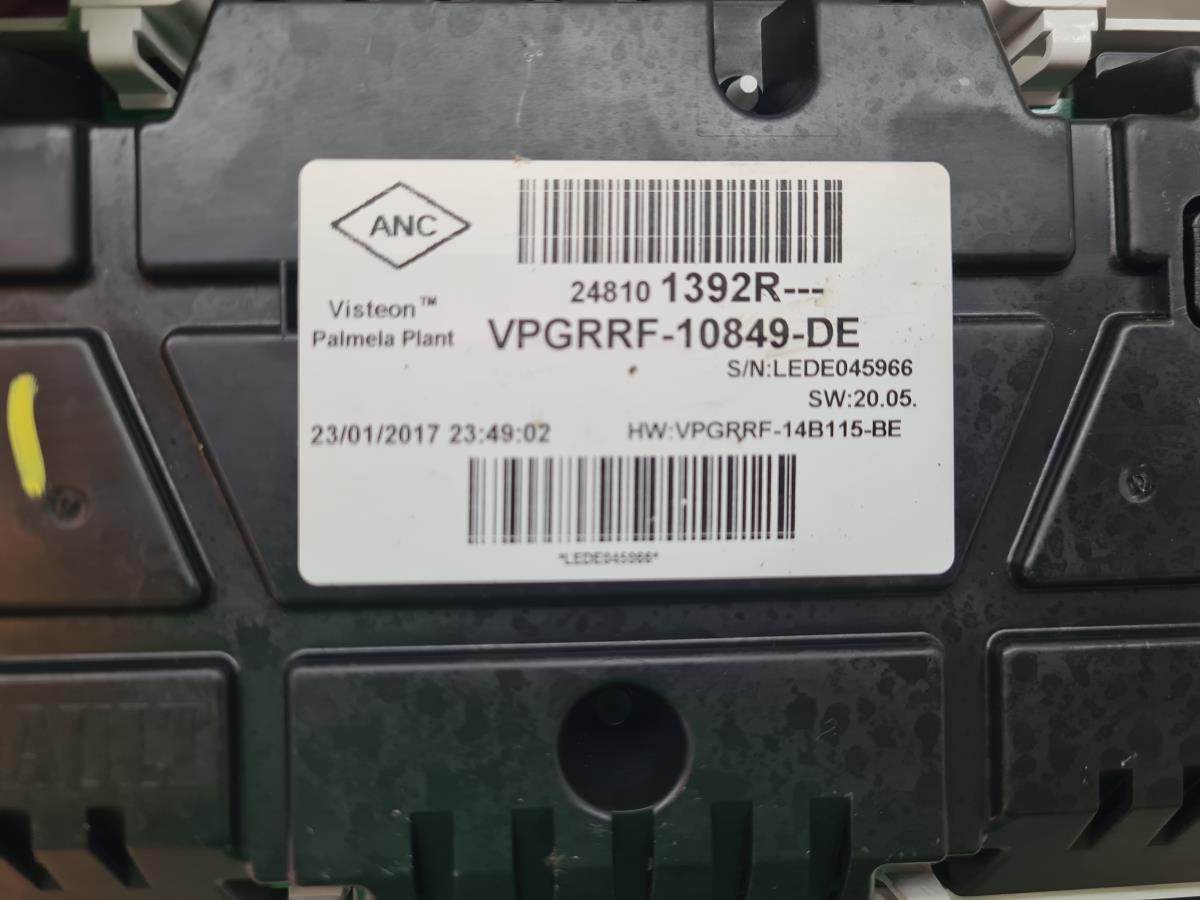 ANC
24810 1392R---
Visteon™
Palmela Plant
VPGRRF-10849-DE
S/N:LEDE045966
SW:20.05.
23/01/2017 23:49:02
HW:VPGRRF-14B115-BE
*LEDE045966*